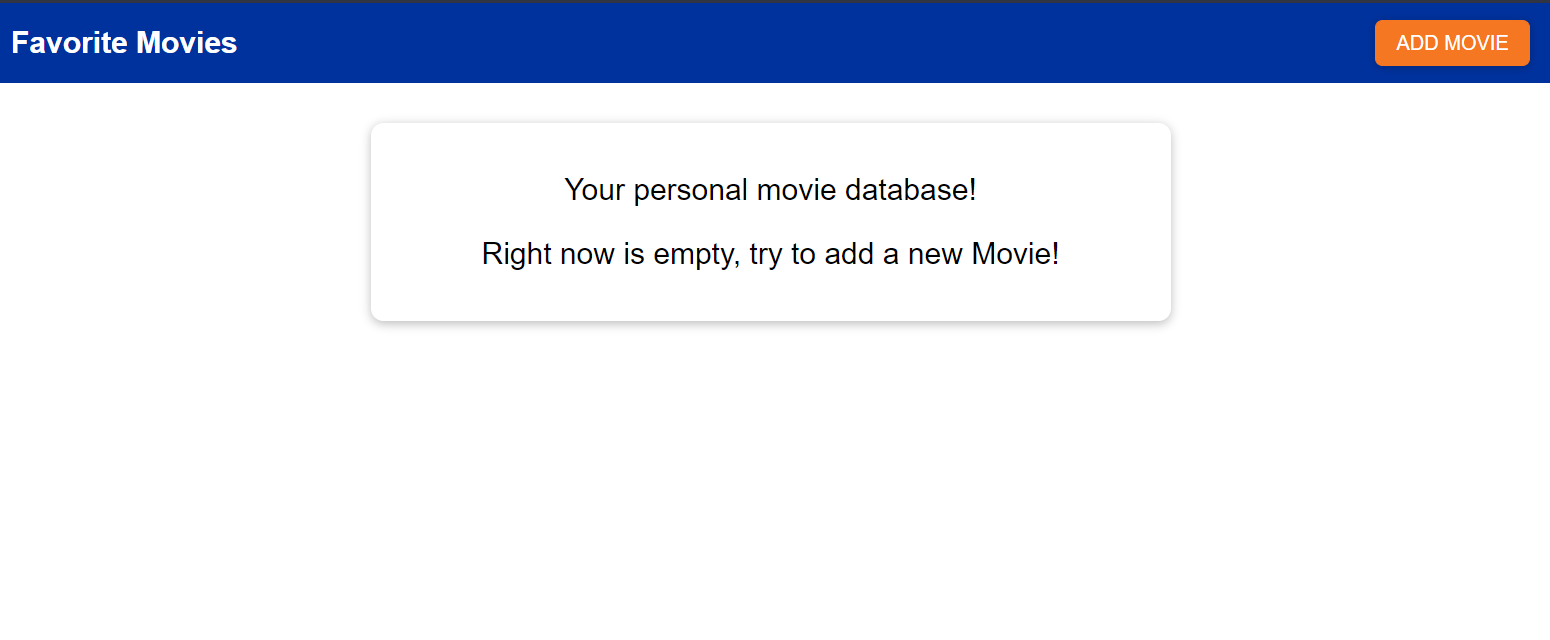 Favorite Movies
ADD MOVIE
Your personal movie database!
Right now is empty, try to add a new Movie!